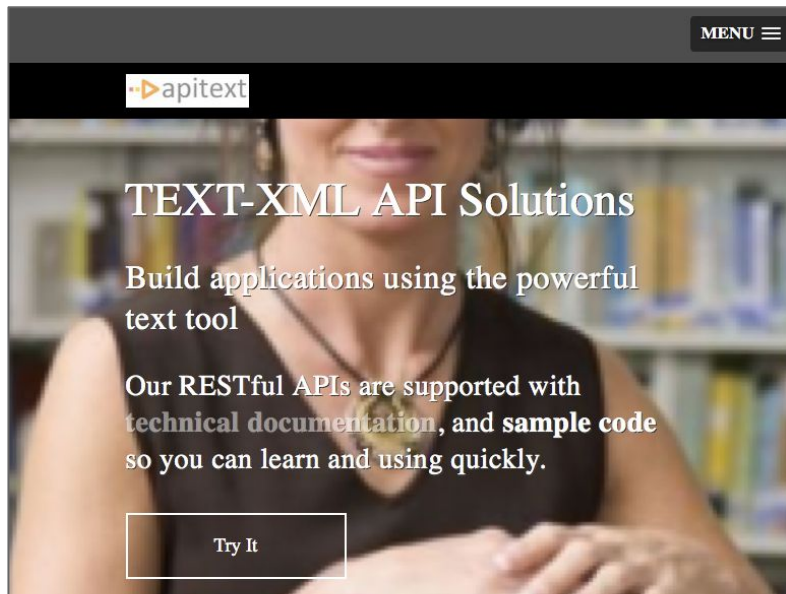 MENU
apitext
TEXT-XML API Solutions
Build applications using the powerful
text tool
Our RESTful APIs are supported with
technical documentation, and sample code
so you can learn and using quickly.
Try It